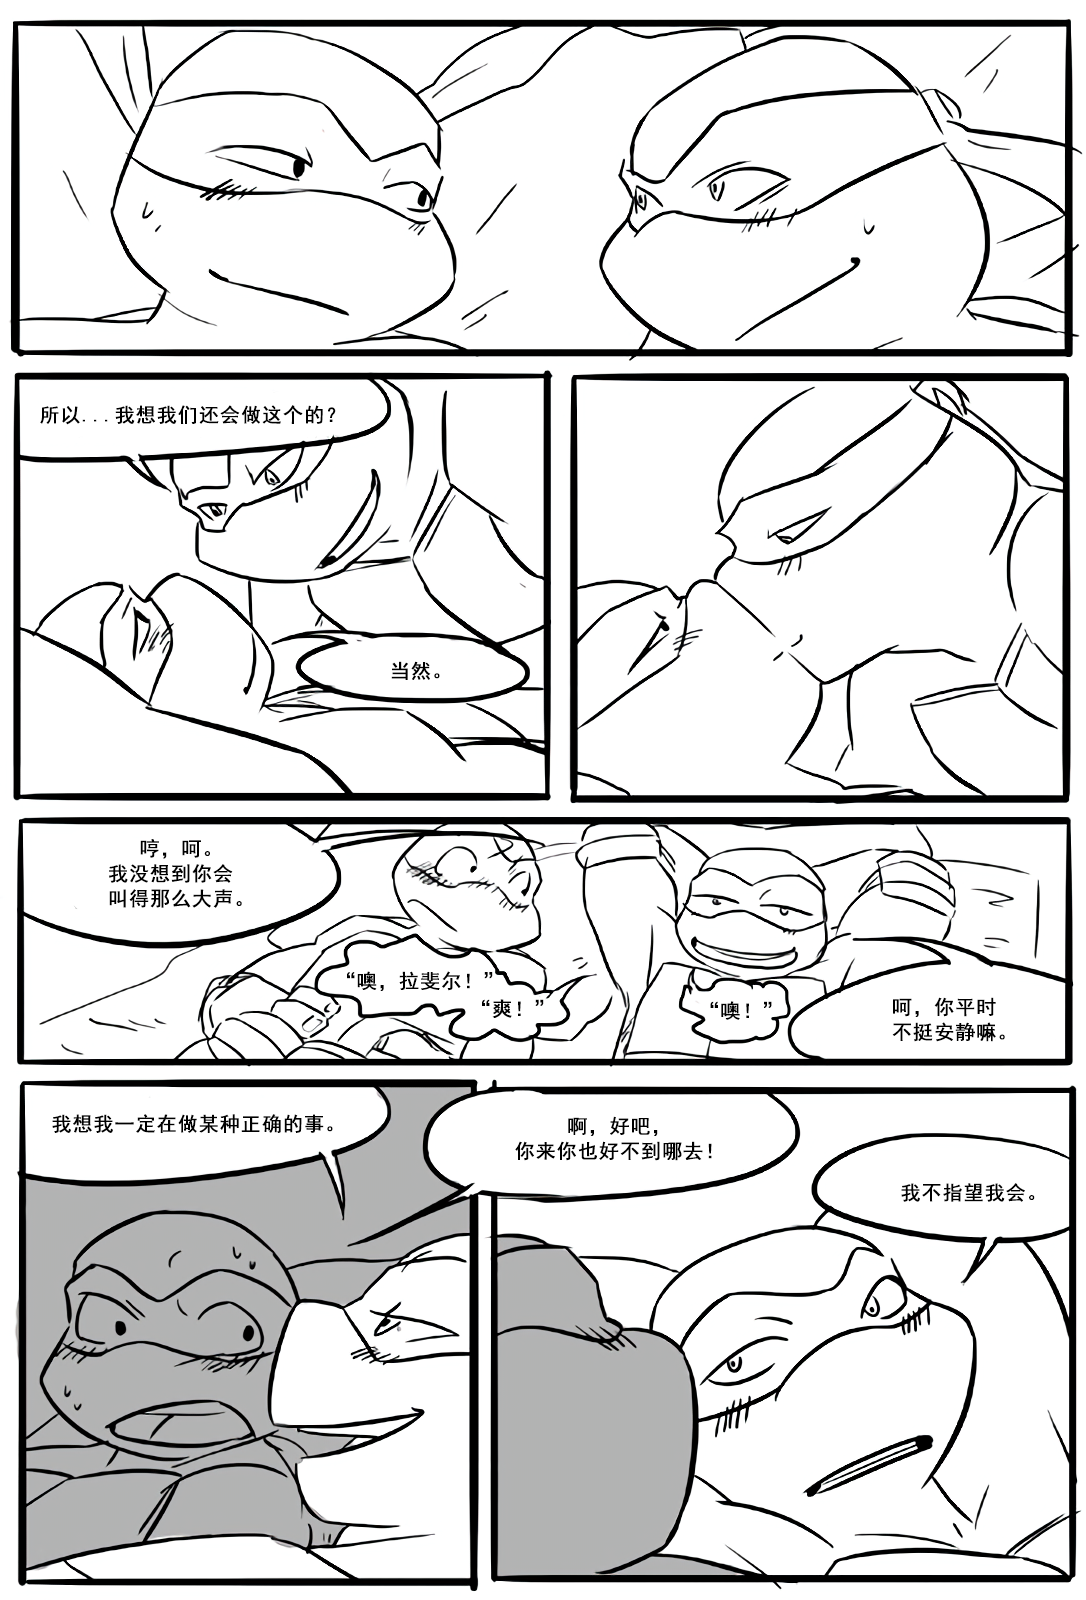 所以...我想我们还会做这个的？
当然。
哼，呵。
我没想到你会
叫得那么大声。
“噢，拉斐尔！”
“爽！”
“噢！”
呵，你平时
不挺安静嘛。
我想我一定在做某种正确的事。
啊，好吧，
你来你也好不到哪去！
我不指望我会。